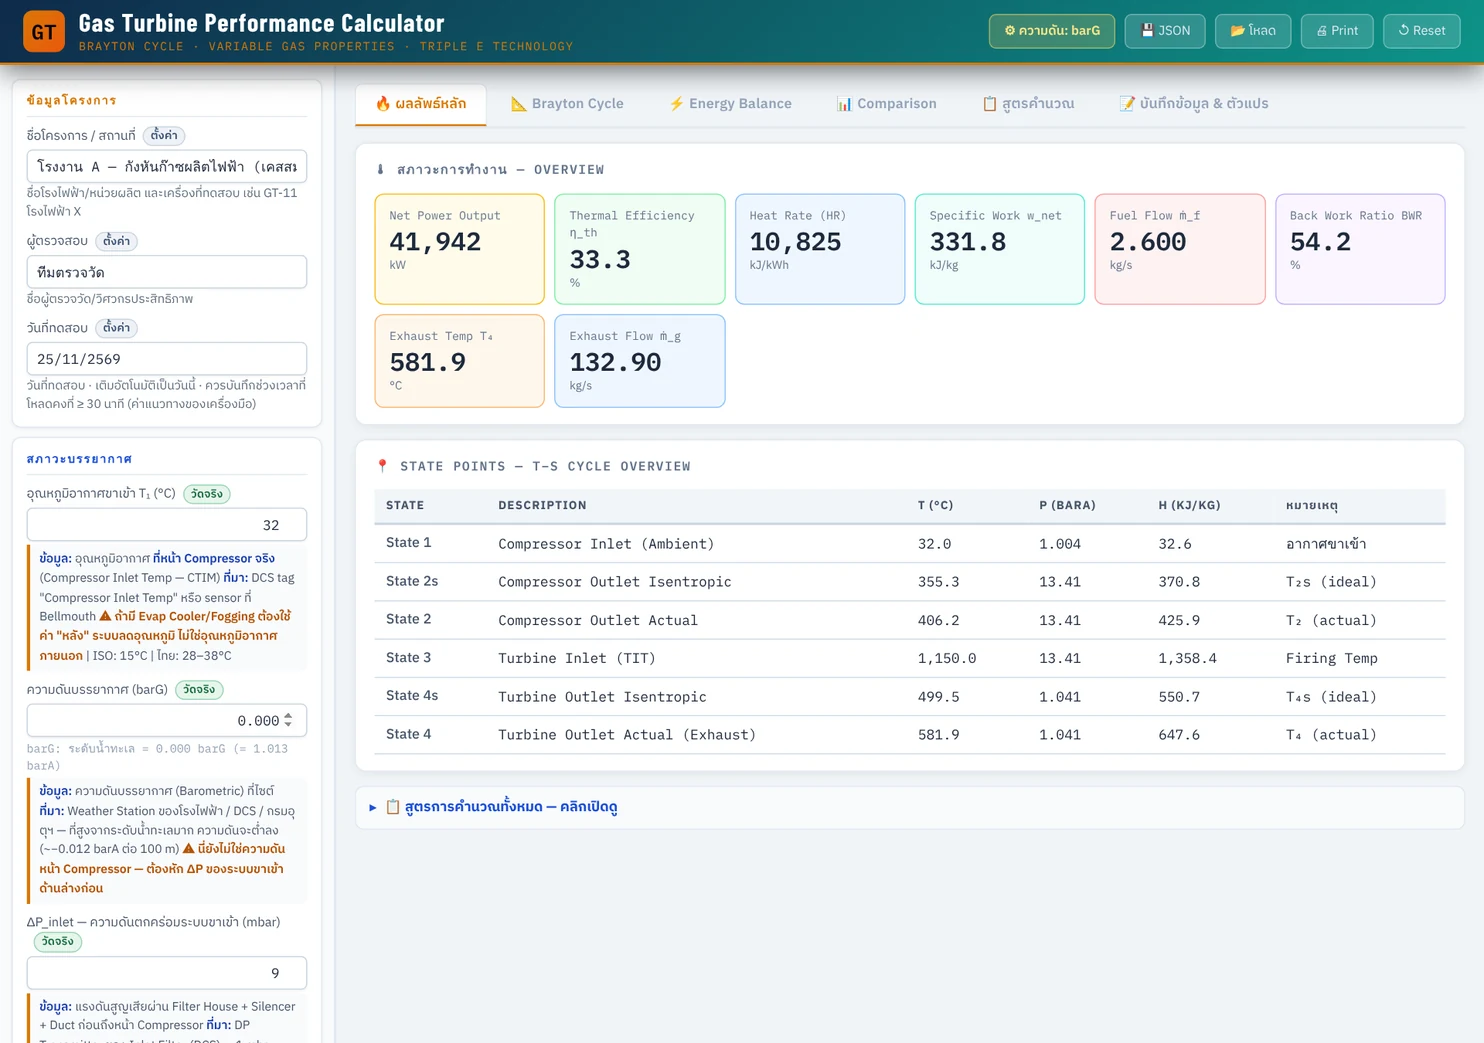 GT
Gas Turbine Performance Calculator
BRAYTON CYCLE · VARIABLE GAS PROPERTIES · TRIPLE E TECHNOLOGY
⚙ ความดัน: barG
💾 JSON
📂 โหลด
🖨 Print
↺ Reset
ข้อมูลโครงการ
ชื่อโครงการ / สถานที่ ตั้งค่า
โรงงาน A — กังหันก๊าซผลิตไฟฟ้า (เคสสม
ชื่อโรงไฟฟ้า/หน่วยผลิต และเครื่องที่ทดสอบ เช่น GT-11
โรงไฟฟ้า X
ผู้ตรวจสอบ ตั้งค่า
ทีมตรวจวัด
ชื่อผู้ตรวจวัด/วิศวกรประสิทธิภาพ
วันที่ทดสอบ ตั้งค่า
25/11/2569
วันที่ทดสอบ · เติมอัตโนมัติเป็นวันนี้ · ควรบันทึกช่วงเวลาที่
โหลดคงที่ ≥ 30 นาที (ค่าแนวทางของเครื่องมือ)
สภาวะบรรยากาศ
อุณหภูมิอากาศขาเข้า T₁ (°C) วัดจริง
32
ข้อมูล: อุณหภูมิอากาศ ที่หน้า Compressor จริง
(Compressor Inlet Temp — CTIM) ที่มา: DCS tag
"Compressor Inlet Temp" หรือ sensor ที่
Bellmouth ⚠ ถ้ามี Evap Cooler/Fogging ต้องใช้
ค่า "หลัง" ระบบลดอุณหภูมิ ไม่ใช่อุณหภูมิอากาศ
ภายนอก | ISO: 15°C | ไทย: 28–38°C
ความดันบรรยากาศ (barG) วัดจริง
0.000
barG: ระดับน้ำทะเล = 0.000 barG (= 1.013
barA)
ข้อมูล: ความดันบรรยากาศ (Barometric) ที่ไซต์
ที่มา: Weather Station ของโรงไฟฟ้า / DCS / กรมอุ
ตุฯ — ที่สูงจากระดับน้ำทะเลมาก ความดันจะต่ำลง
(~−0.012 barA ต่อ 100 m) ⚠ นี่ยังไม่ใช่ความดัน
หน้า Compressor — ต้องหัก ΔP ของระบบขาเข้า
ด้านล่างก่อน
ΔP_inlet — ความดันตกคร่อมระบบขาเข้า (mbar)
วัดจริง
9
ข้อมูล: แรงดันสูญเสียผ่าน Filter House + Silencer
+ Duct ก่อนถึงหน้า Compressor ที่มา: DP
🔥 ผลลัพธ์หลัก
📐 Brayton Cycle
⚡ Energy Balance
📊 Comparison
📋 สูตรคำนวณ
📝 บันทึกข้อมูล & ตัวแปร
🌡 สภาวะการทำงาน — OVERVIEW
Net Power Output
41,942
kW
Thermal Efficiency
η_th
33.3
%
Heat Rate (HR)
10,825
kJ/kWh
Specific Work w_net
331.8
kJ/kg
Fuel Flow ṁ_f
2.600
kg/s
Back Work Ratio BWR
54.2
%
Exhaust Temp T₄
581.9
°C
Exhaust Flow ṁ_g
132.90
kg/s
📍 STATE POINTS — T-S CYCLE OVERVIEW
STATE DESCRIPTION T (°C) P (BARA) H (KJ/KG) หมายเหตุ
State 1 Compressor Inlet (Ambient) 32.0 1.004 32.6 อากาศขาเข้า
State 2s Compressor Outlet Isentropic 355.3 13.41 370.8 T₂s (ideal)
State 2 Compressor Outlet Actual 406.2 13.41 425.9 T₂ (actual)
State 3 Turbine Inlet (TIT) 1,150.0 13.41 1,358.4 Firing Temp
State 4s Turbine Outlet Isentropic 499.5 1.041 550.7 T₄s (ideal)
State 4 Turbine Outlet Actual (Exhaust) 581.9 1.041 647.6 T₄ (actual)
▸ 📋 สูตรการคำนวณทั้งหมด — คลิกเปิดดู